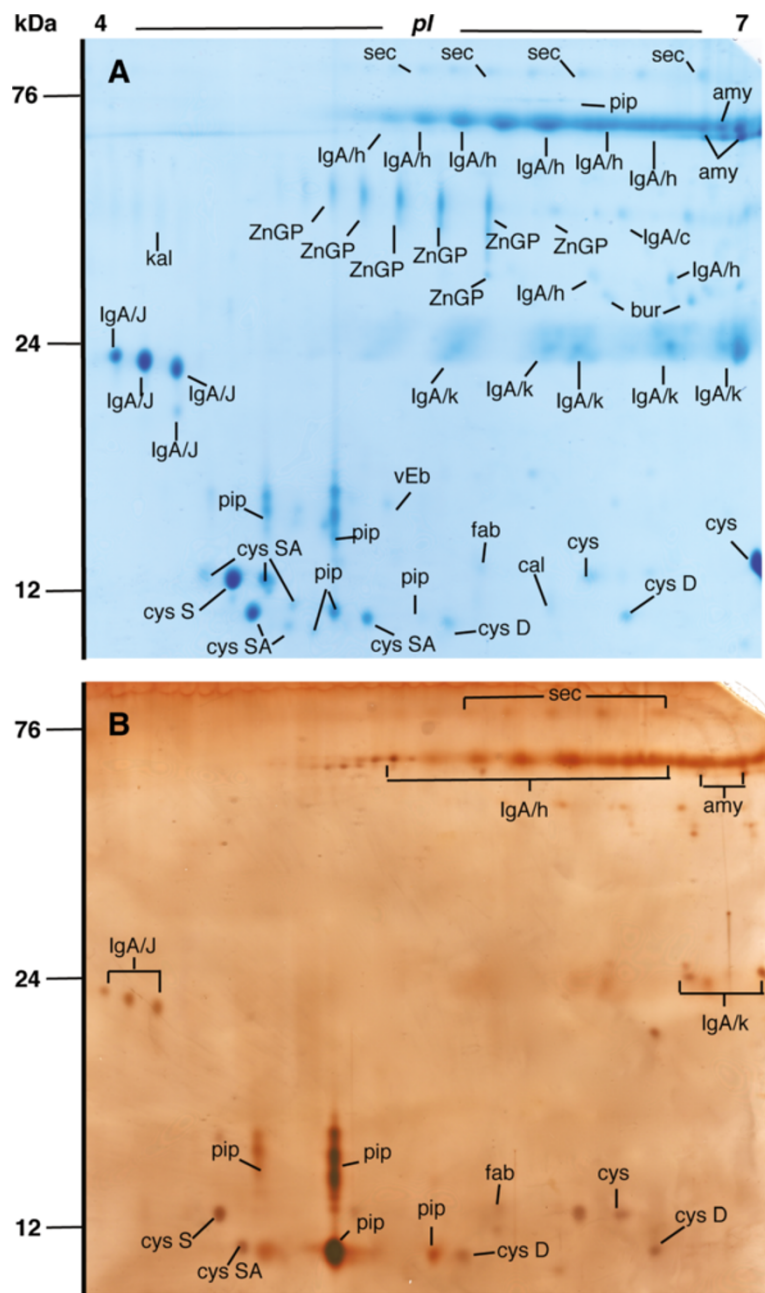 kDa 4 pI 7
A
sec sec sec sec
76
pip amy
IgA/h IgA/h IgA/h IgA/h IgA/h IgA/h amy
ZnGP ZnGP ZnGP ZnGP ZnGP ZnGP IgA/c
kal
ZnGP IgA/h IgA/h
bur
IgA/J
24
IgA/J IgA/J
IgA/k IgA/k IgA/k IgA/k IgA/k
IgA/J
vEb
pip
pip
fab cys cys
cys SA
cal
pip pip
12
cys D
cys S
cys SA cys SA cys D
B
sec
76
IgA/h amy
IgA/J
24
IgA/k
pip pip
fab cys
12
cys S pip pip cys D
cys SA cys D